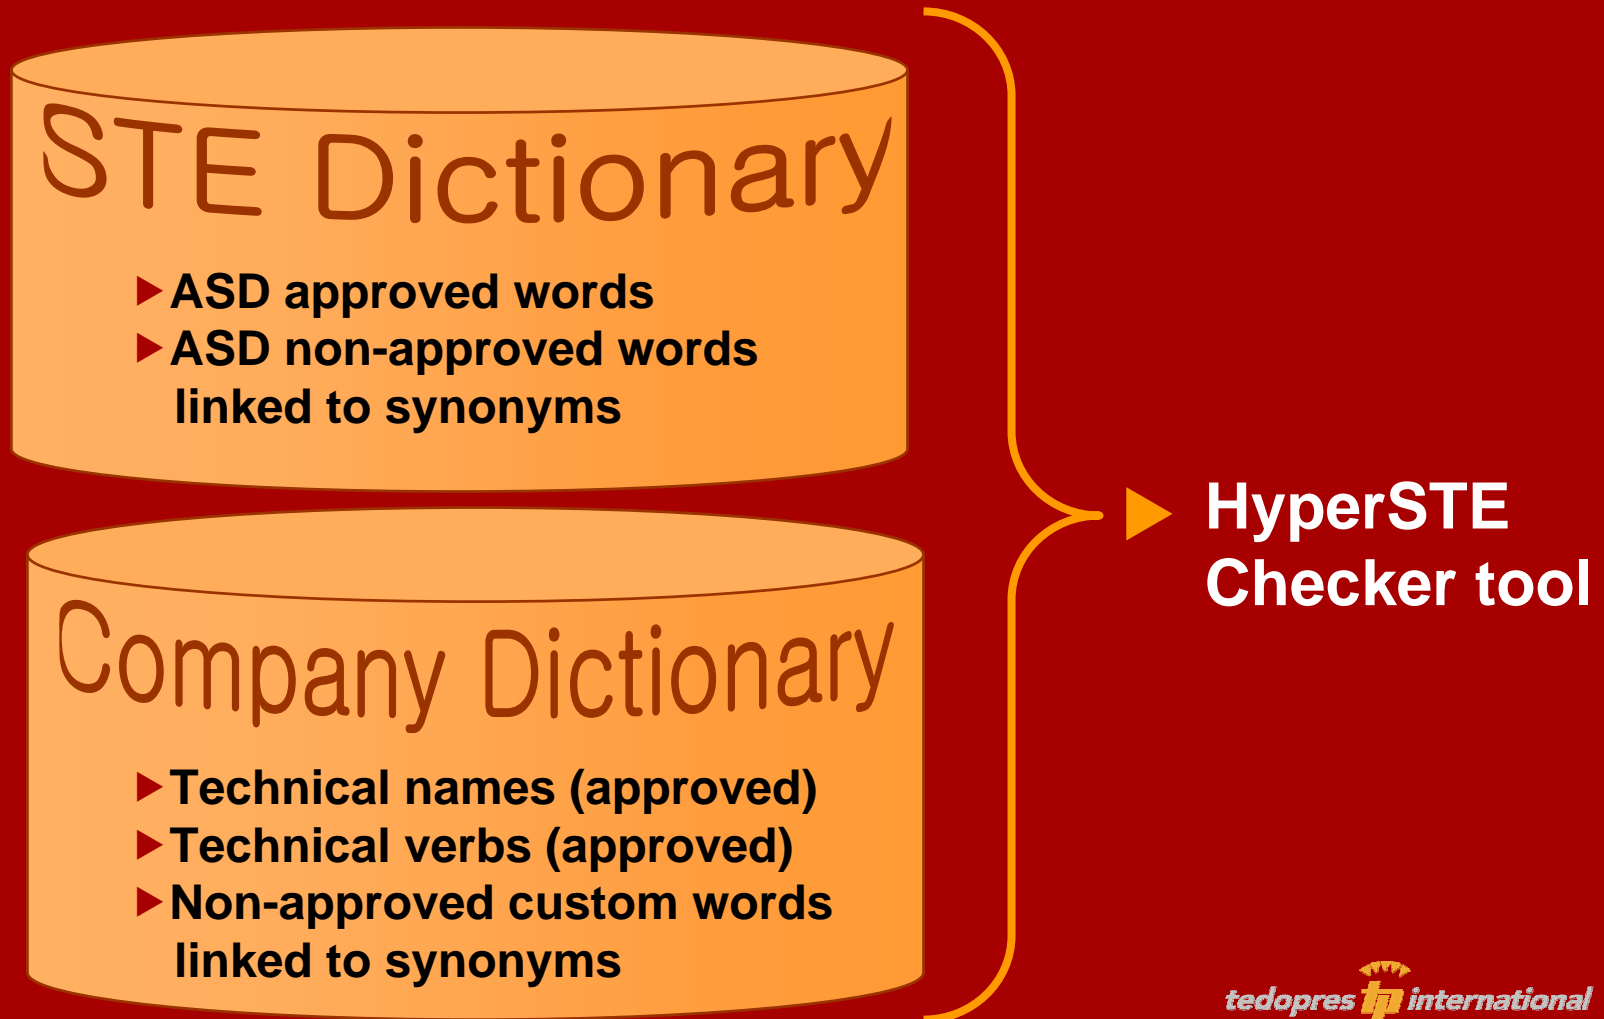 STE Dictionary
ASD approved words
ASD non-approved words
linked to synonyms
Company Dictionary
Technical names (approved)
Technical verbs (approved)
Non-approved custom words
linked to synonyms
HyperSTE
Checker tool
tedopres tp international